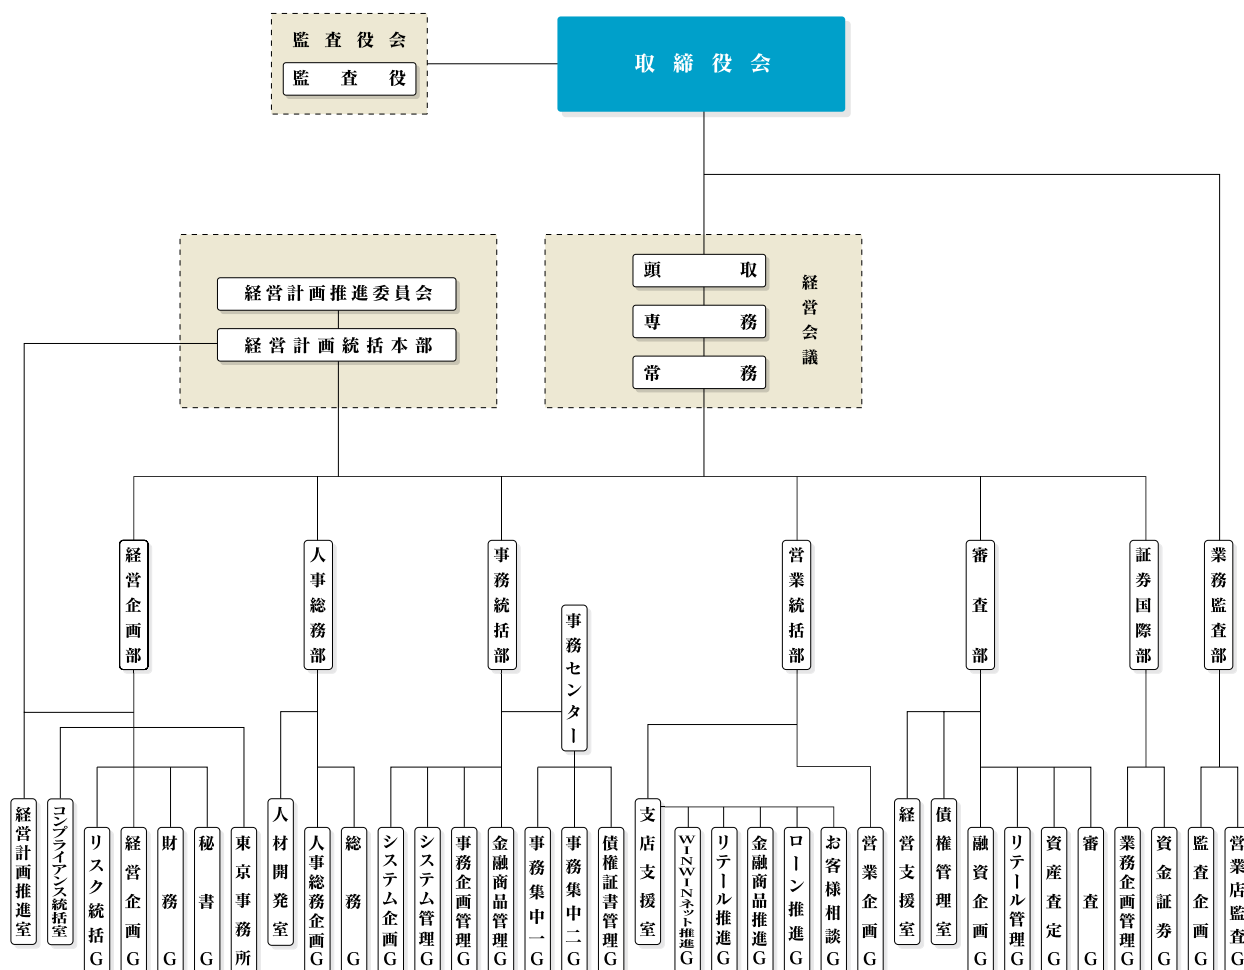 監査役会
監査役
取締役会
経営計画推進委員会
経営計画統括本部
頭取
専務
常務
経営会議
経営企画部
人事総務部
事務統括部
事務センター
営業統括部
審査部
証券国際部
業務監査部
経営計画推進室
コンプライアンス統括室
リスク統括G
経営企画G
財務G
秘書G
東京事務所
人材開発室
人事総務企画G
総務G
システム企画G
システム管理G
事務企画管理G
金融商品管理G
事務集中一G
事務集中二G
債権証書管理G
支店支援室
WINWINネット推進G
リテール推進G
金融商品推進G
ローン推進G
お客様相談G
営業企画G
経営支援室
債権管理室
融資企画G
リテール管理G
資産査定G
審査G
業務企画管理G
資金証券G
監査企画G
営業店監査G